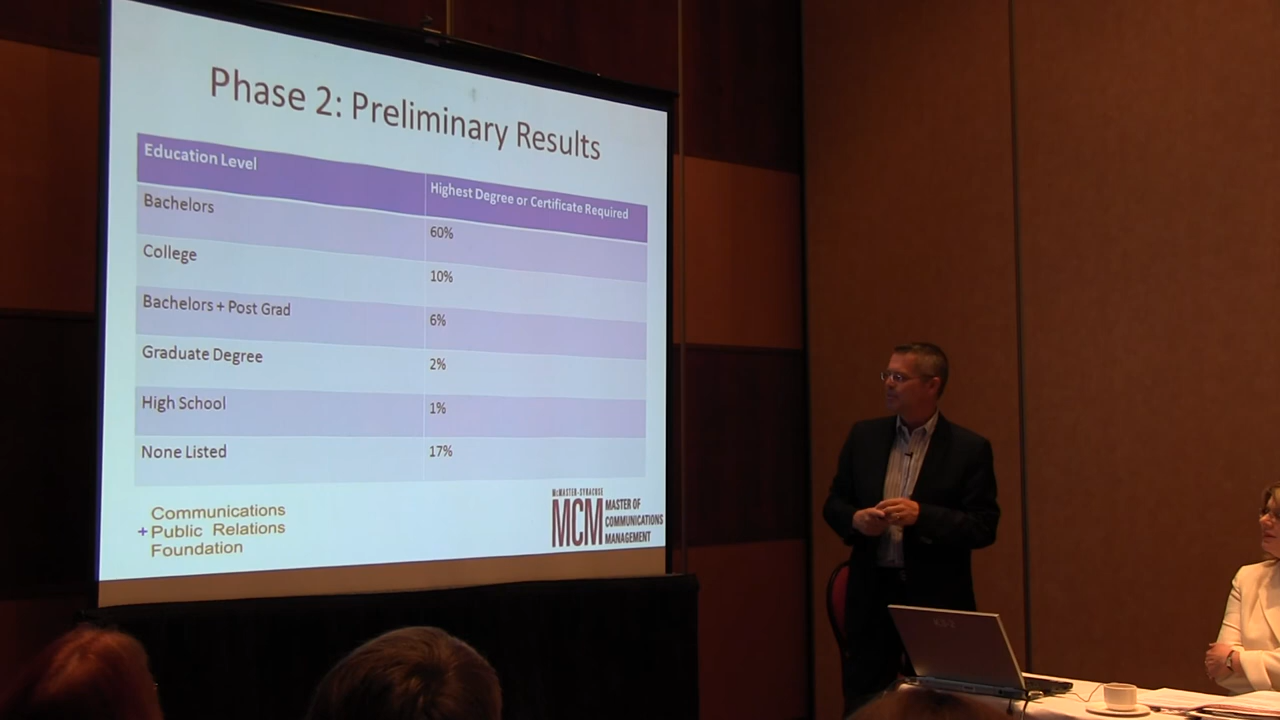 Phase 2: Preliminary Results
Education Level
Highest Degree or Certificate Required
Bachelors
60%
College
10%
Bachelors + Post Grad
6%
Graduate Degree
2%
High School
1%
None Listed
17%
Communications
+Public Relations
Foundation
McMASTER-SYRACUSE
MCM
MASTER OF
COMMUNICATIONS
MANAGEMENT